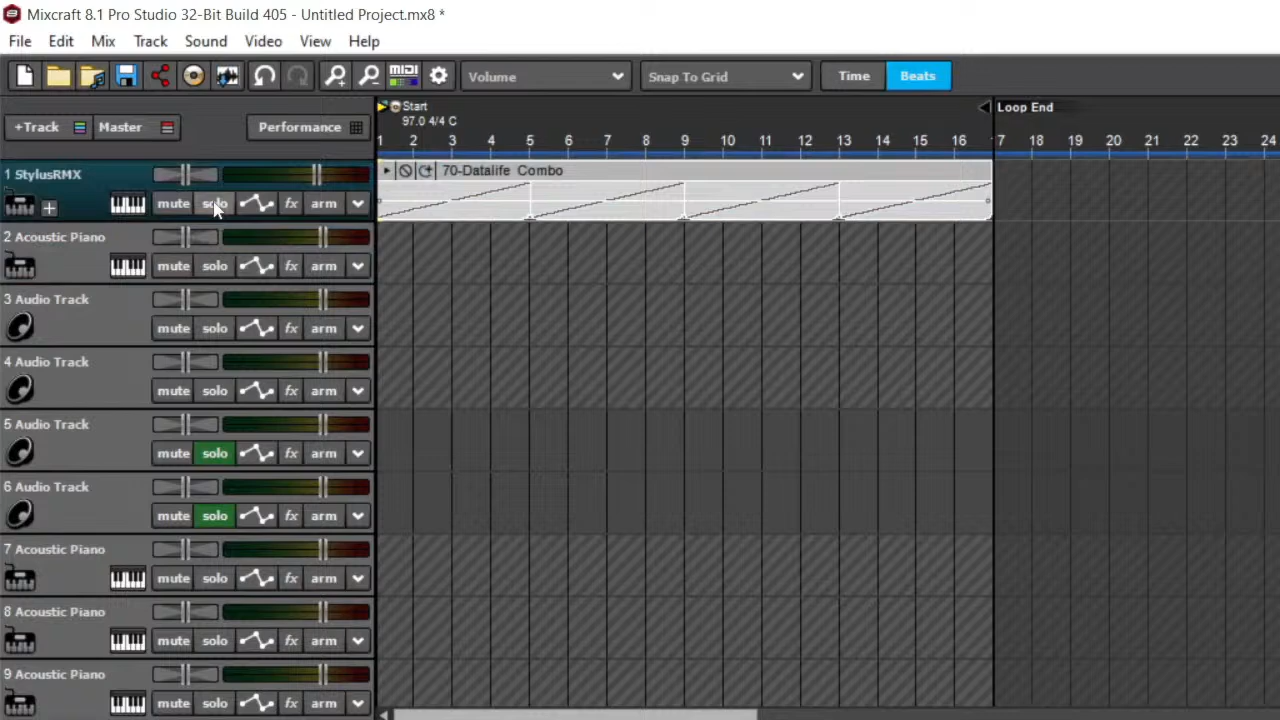 Mixcraft 8.1 Pro Studio 32-Bit Build 405 - Untitled Project.mx8 *
File Edit Mix Track Sound Video View Help
MIDI Volume Snap To Grid Time Beats
Start Loop End
97.0 4/4 C
+Track Master Performance
1 2 3 4 5 6 7 8 9 10 11 12 13 14 15 16 7 18 19 20 21 22 23 24
1 StylusRMX
70-Datalife Combo
mute solo fx arm
2 Acoustic Piano
mute solo fx arm
3 Audio Track
mute solo fx arm
4 Audio Track
mute solo fx arm
5 Audio Track
mute solo fx arm
6 Audio Track
mute solo fx arm
7 Acoustic Piano
mute solo fx arm
8 Acoustic Piano
mute solo fx arm
9 Acoustic Piano
mute solo fx arm